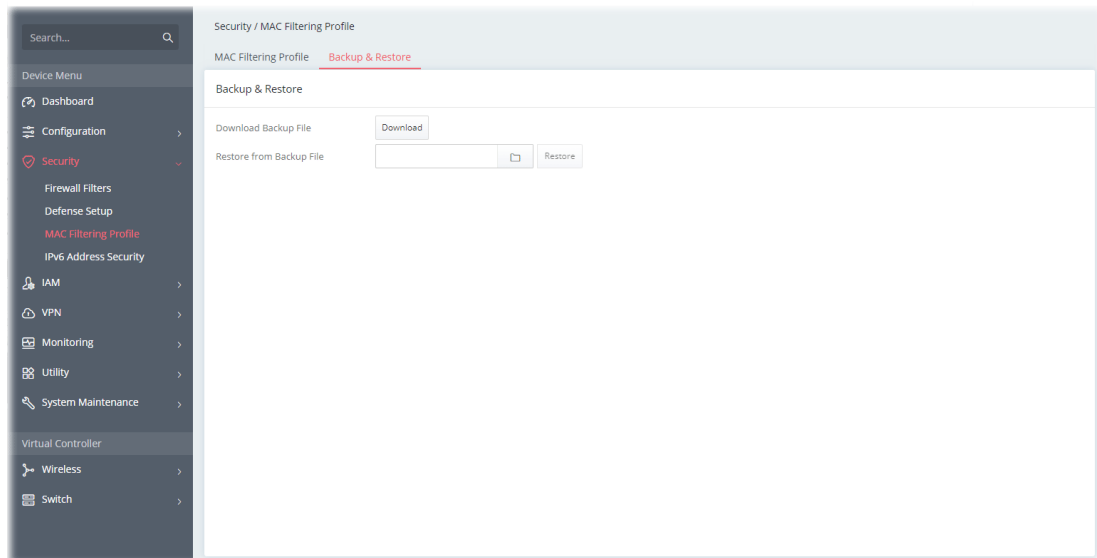 Search...
Device Menu
Dashboard
Configuration
Security
Firewall Filters
Defense Setup
MAC Filtering Profile
IPv6 Address Security
IAM
VPN
Monitoring
Utility
System Maintenance
Virtual Controller
Wireless
Switch
Security / MAC Filtering Profile
MAC Filtering Profile Backup & Restore
Backup & Restore
Download Backup File Download
Restore from Backup File Restore